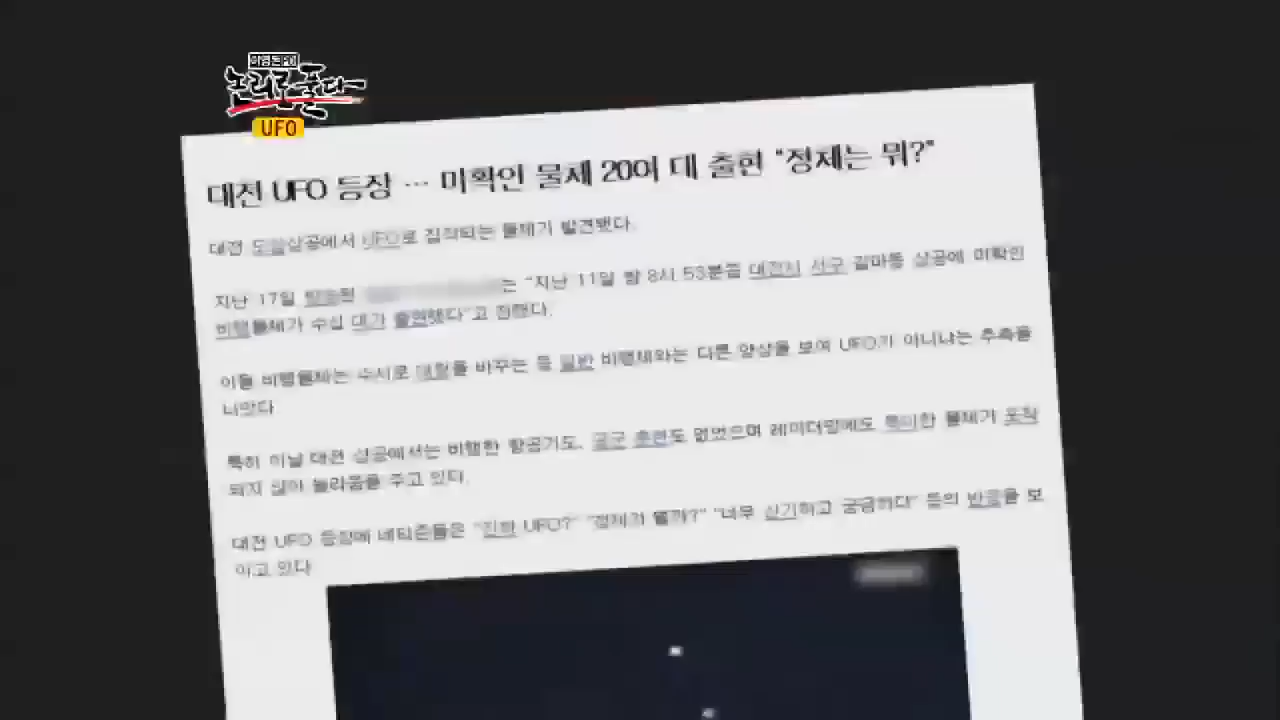 이영돈PD
논리로풀다
UFO
대전 UFO 등장 … 미확인 물체 20여 대 출현 "정체는 뭐?"
대전 도심상공에서 UFO로 짐작되는 물체가 발견됐다.
지난 17일 방송된 는 "지난 11일 밤 8시 53분쯤 대전시 서구 갈마동 상공에 미확인
비행물체가 수십 대가 출현했다"고 전했다.
이들 비행물체는 수시로 대형을 바꾸는 등 일반 비행체와는 다른 양상을 보여 UFO가 아니냐는 추측을
낳았다
특히 이날 대전 상공에서는 비행한 항공기도, 공군 훈련도 없었으며 레이더망에도 특이한 물체가 포착
되지 않아 놀라움을 주고 있다.
대전 UFO 등장에 네티즌들은 "진짜 UFO?" "정체가 뭘까?" "너무 신기하고 궁금하다" 등의 반응을 보
이고 있다